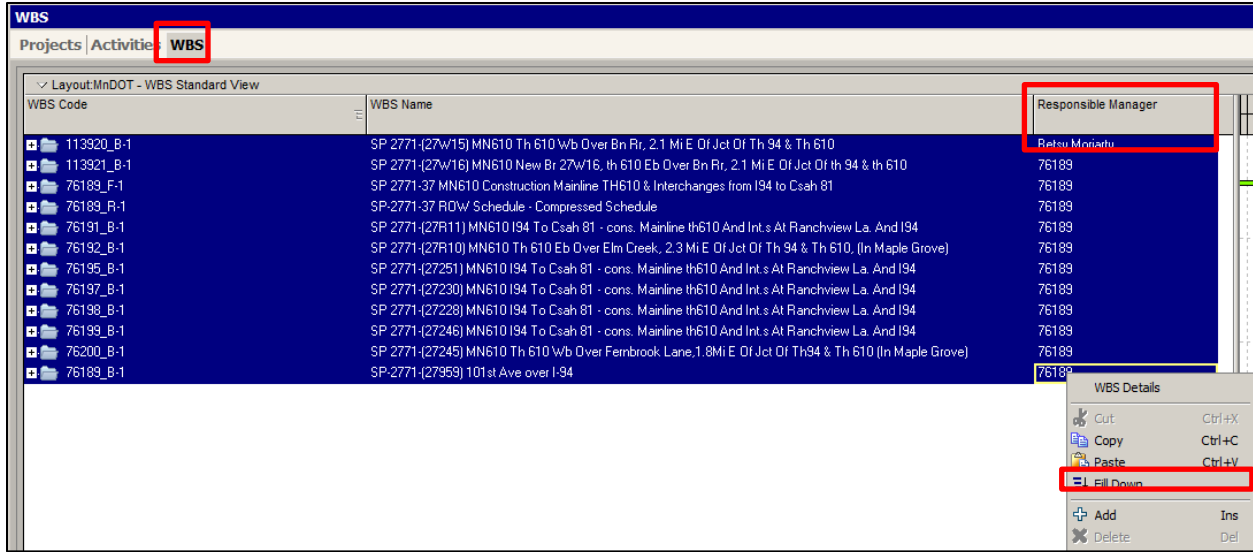 WBS
Projects Activities WBS
Layout:MnDOT - WBS Standard View
WBS Code WBS Name Responsible Manager
113920_B-1 SP 2771-(27W15) MN610 Th 610 Wb Over Bn Rr, 2.1 Mi E Of Jct Of Th 94 & Th 610 Betsy Moriarty
113921_B-1 SP 2771-(27W16) MN610 New Br 27W16, th 610 Eb Over Bn Rr, 2.1 Mi E Of Jct Of th 94 & th 610 76189
76189_F-1 SP 2771-37 MN610 Construction Mainline TH610 & Interchanges from I94 to Csah 81 76189
76189_R-1 SP-2771-37 ROW Schedule - Compressed Schedule 76189
76191_B-1 SP 2771-(27R11) MN610 I94 To Csah 81 - cons. Mainline th610 And Int.s At Ranchview La. And I94 76189
76192_B-1 SP 2771-(27R10) MN610 Th 610 Eb Over Elm Creek, 2.3 Mi E Of Jct Of Th 94 & Th 610, (In Maple Grove) 76189
76195_B-1 SP 2771-(27251) MN610 I94 To Csah 81 - cons. Mainline th610 And Int.s At Ranchview La. And I94 76189
76197_B-1 SP 2771-(27230) MN610 I94 To Csah 81 - cons. Mainline th610 And Int.s At Ranchview La. And I94 76189
76198_B-1 SP 2771-(27228) MN610 I94 To Csah 81 - cons. Mainline th610 And Int.s At Ranchview La. And I94 76189
76199_B-1 SP 2771-(27246) MN610 I94 To Csah 81 - cons. Mainline th610 And Int.s At Ranchview La. And I94 76189
76200_B-1 SP 2771-(27245) MN610 Th 610 Wb Over Fernbrook Lane,1.8Mi E Of Jct Of Th94 & Th 610 (In Maple Grove) 76189
76189_B-1 SP-2771-(27959) 101st Ave over I-94 76189
WBS Details
Cut Ctrl+X
Copy Ctrl+C
Paste Ctrl+V
Fill Down
Add Ins
Delete Del